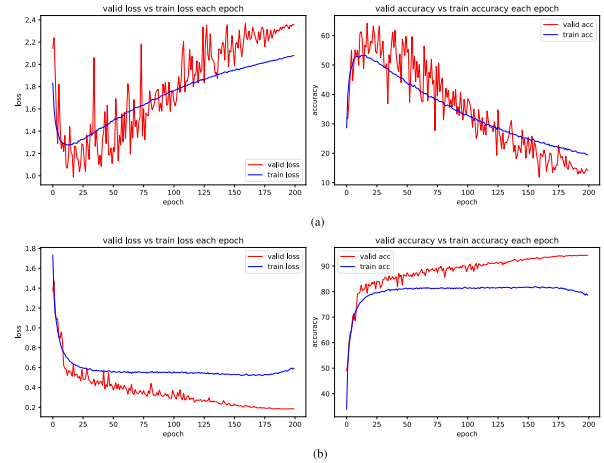 valid loss vs train loss each epoch
2.4
2.2
2.0
1.8
1.6
1.4
1.2
1.0
loss
0 25 50 75 100 125 150 175 200
epoch
valid loss
train loss
valid accuracy vs train accuracy each epoch
60
50
40
30
20
10
accuracy
0 25 50 75 100 125 150 175 200
epoch
valid acc
train acc
(a)
valid loss vs train loss each epoch
1.8
1.6
1.4
1.2
1.0
0.8
0.6
0.4
0.2
loss
0 25 50 75 100 125 150 175 200
epoch
valid loss
train loss
valid accuracy vs train accuracy each epoch
90
80
70
60
50
40
accuracy
0 25 50 75 100 125 150 175 200
epoch
valid acc
train acc
(b)